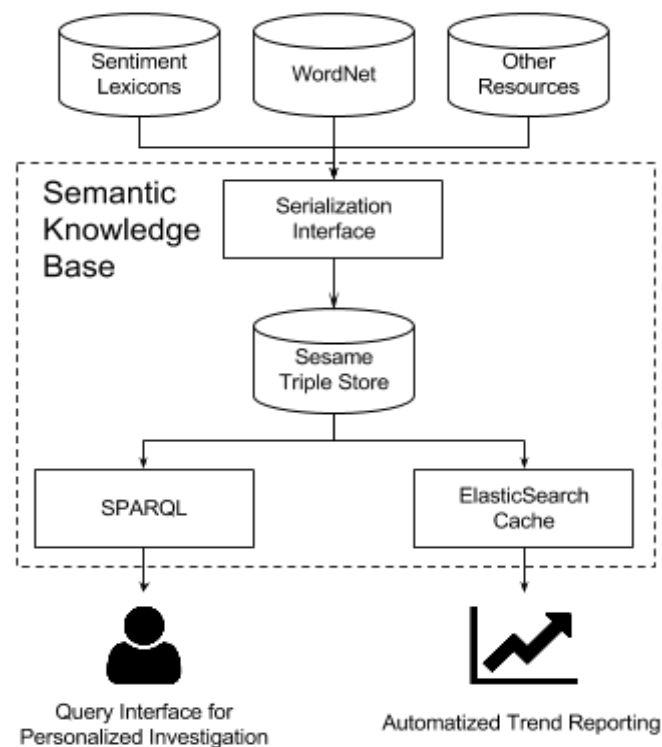 Sentiment
Lexicons
WordNet
Other
Resources
Semantic
Knowledge
Base
Serialization
Interface
Sesame
Triple Store
SPARQL
ElasticSearch
Cache
Query Interface for
Personalized Investigation
Automatized Trend Reporting